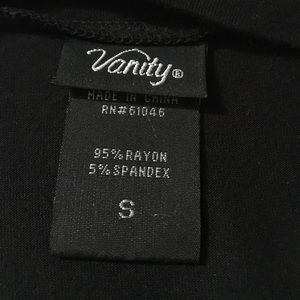 Vanity®
MADE IN CHINA
RN#61046
95% RAYON
5% SPANDEX
S